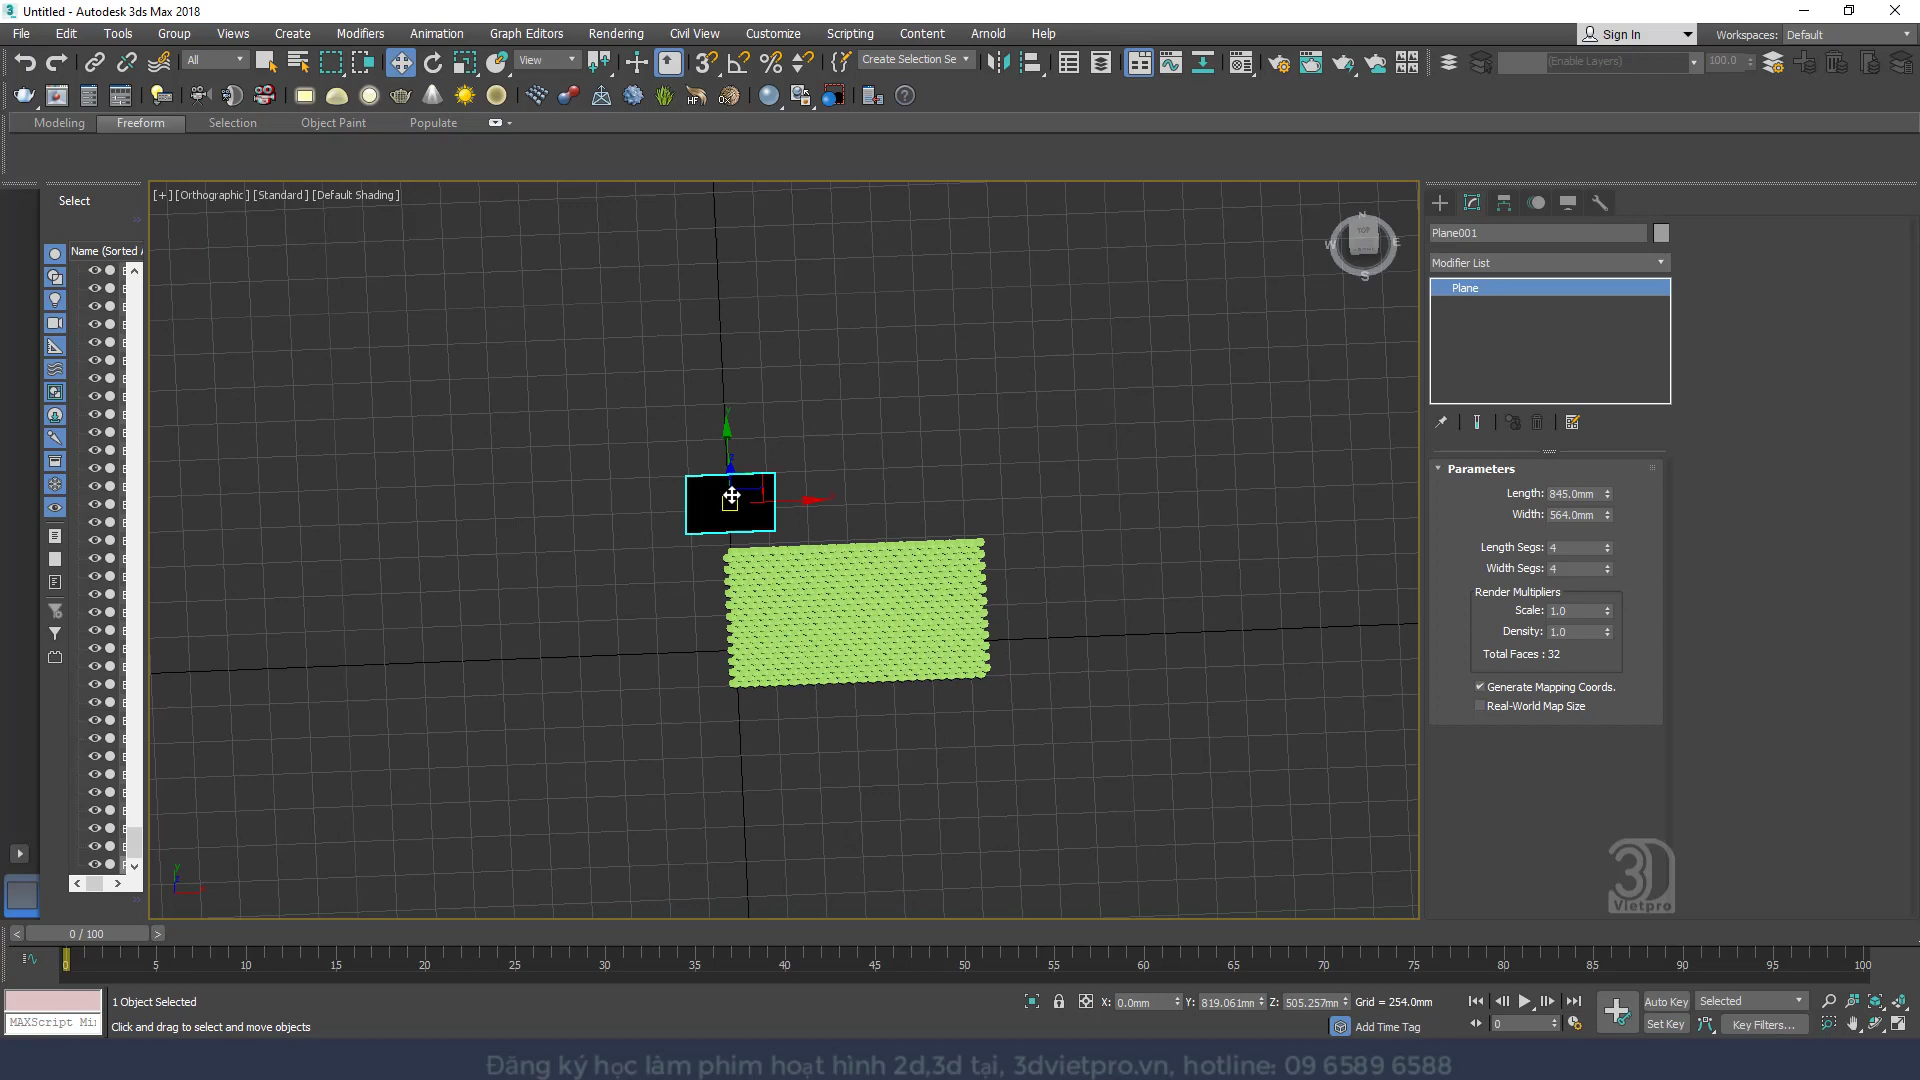 Untitled - Autodesk 3ds Max 2018
File Edit Tools Group Views Create Modifiers Animation Graph Editors Rendering Civil View Customize Scripting Content Arnold Help
Sign In Workspaces: Default
All View Create Selection Se (Enable Layers) 100.0
Modeling Freeform Selection Object Paint Populate
[+] [Orthographic] [Standard] [Default Shading]
Select
Name (Sorted A
N
W E
S
TOP
Plane001
Modifier List
Plane
Parameters
Length: 845.0mm
Width: 564.0mm
Length Segs: 4
Width Segs: 4
Render Multipliers
Scale: 1.0
Density: 1.0
Total Faces : 32
Generate Mapping Coords.
Real-World Map Size
3D
Vietpro
0 / 100
0 5 10 15 20 25 30 35 40 45 50 55 60 65 70 75 80 85 90 95 100
1 Object Selected
X: 0.0mm Y: 819.061mm Z: 505.257mm Grid = 254.0mm
Auto Key Selected
MAXScript Mi
Click and drag to select and move objects
Add Time Tag
0
Set Key Key Filters...
Đăng ký học làm phim hoạt hình 2d,3d tại, 3dvietpro.vn, hotline: 09 6589 6588